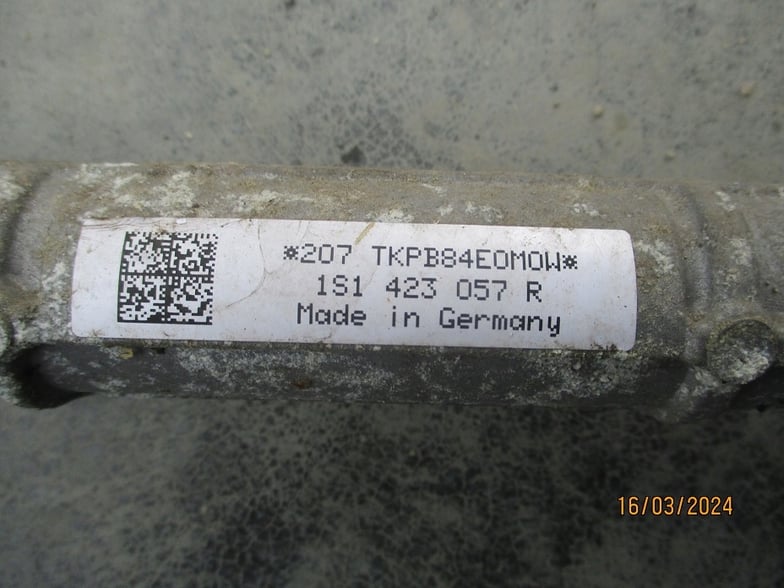 *207 TKPB84E0M0W*
1S1 423 057 R
Made in Germany
16/03/2024